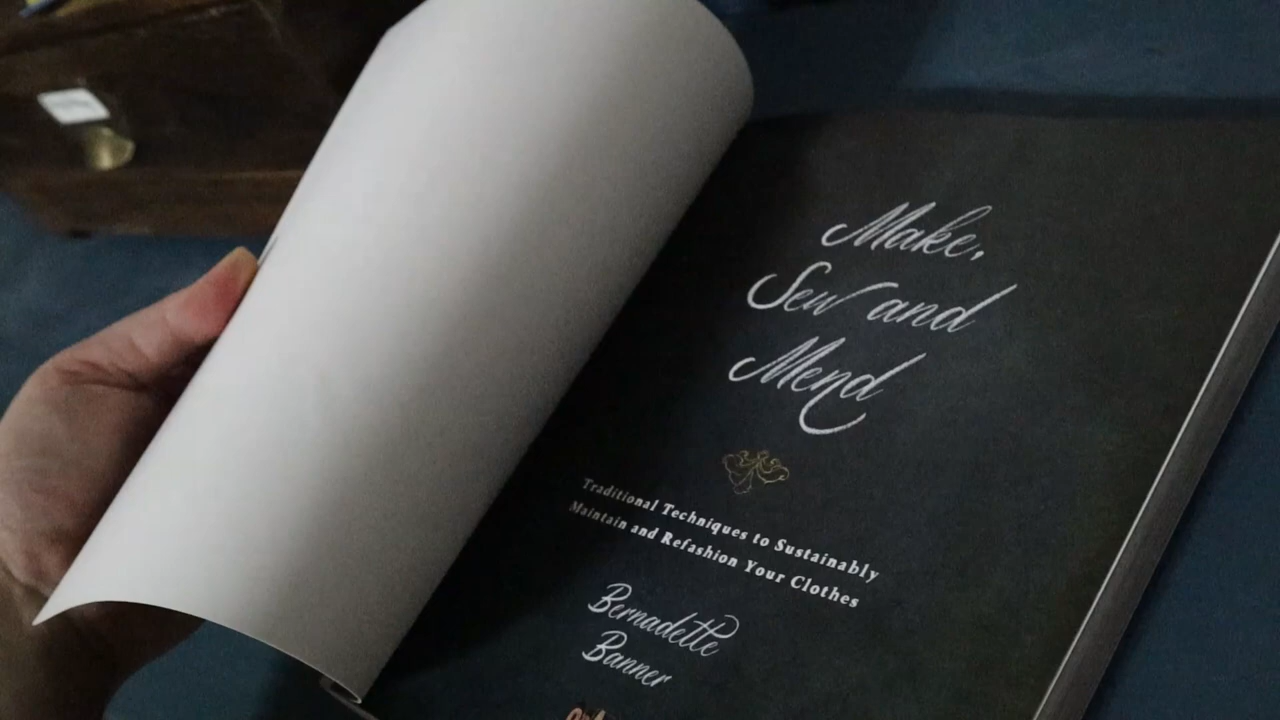 Make,
Sew and
Mend
Traditional Techniques to Sustainably
Maintain and Refashion Your Clothes
Bernadette
Banner